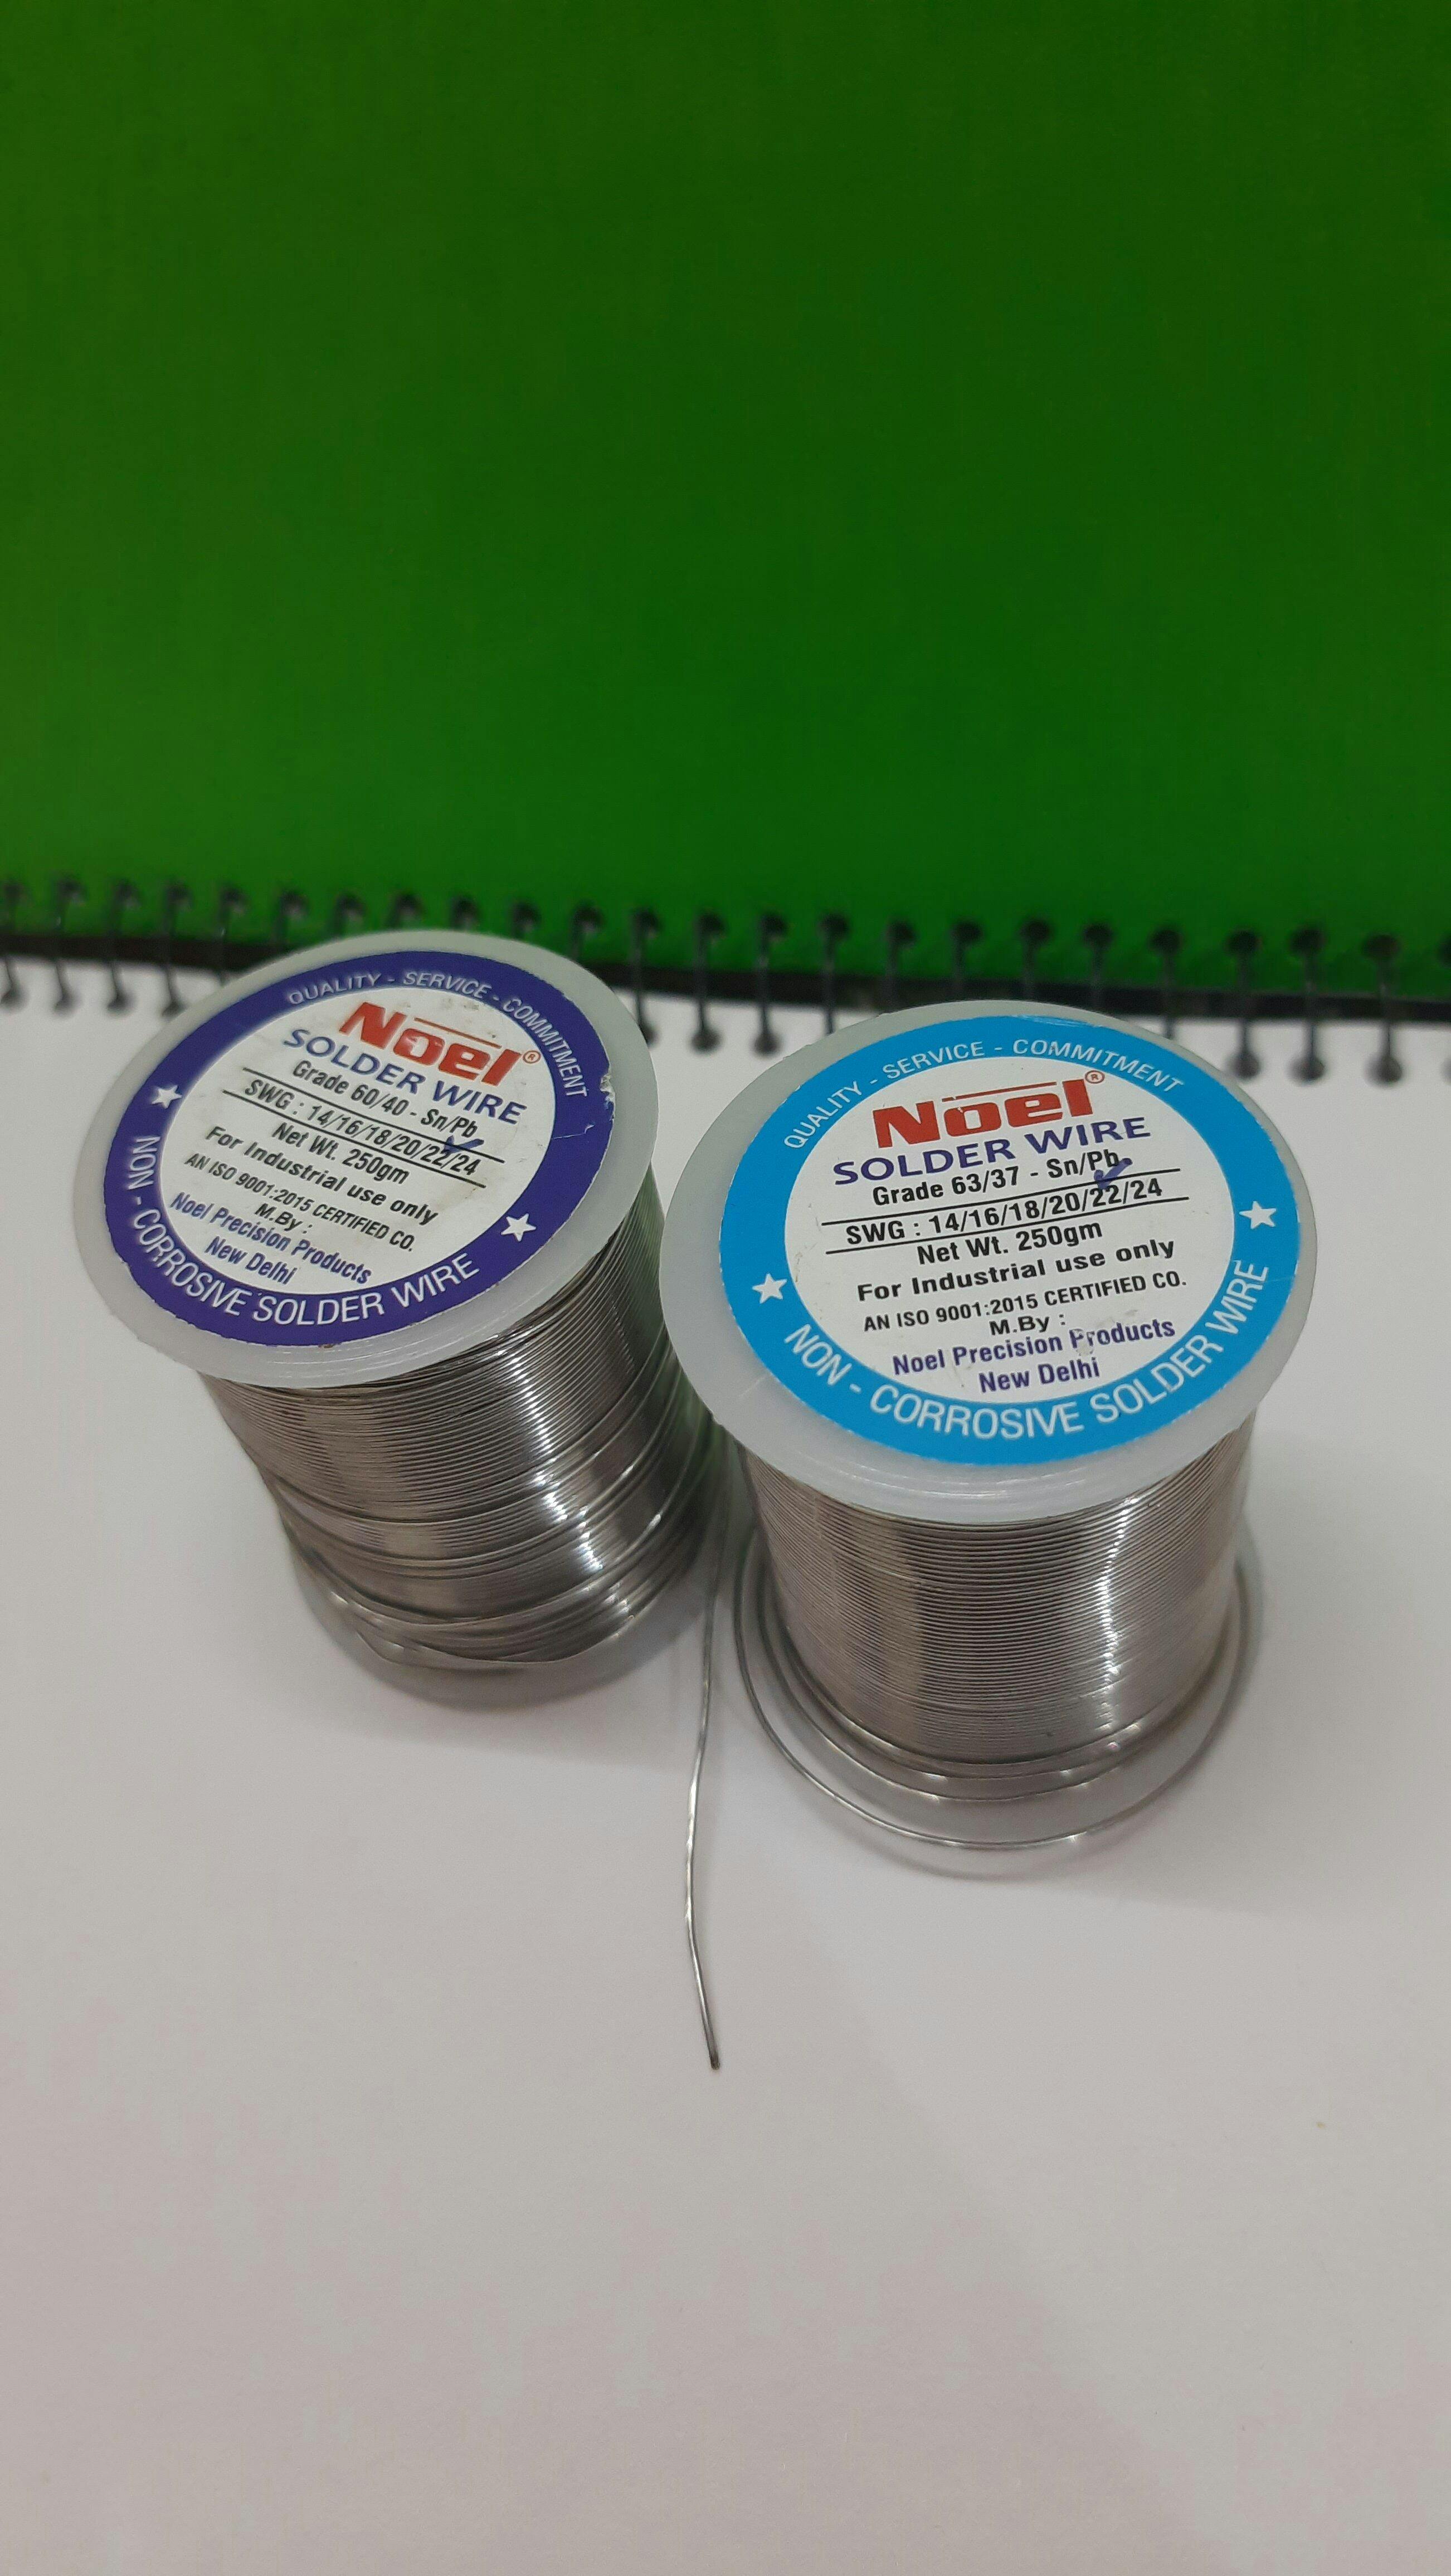 QUALITY - SERVICE - COMMITMENT
Noel®
SOLDER WIRE
Grade 60/40 - Sn/Pb
SWG : 14/16/18/20/22/24
Net Wt. 250gm
For Industrial use only
AN ISO 9001:2015 CERTIFIED CO.
M.By :
Noel Precision Products
New Delhi
NON - CORROSIVE SOLDER WIRE
QUALITY - SERVICE - COMMITMENT
Noel®
SOLDER WIRE
Grade 63/37 - Sn/Pb
SWG : 14/16/18/20/22/24
Net Wt. 250gm
For Industrial use only
AN ISO 9001:2015 CERTIFIED CO.
M.By :
Noel Precision Products
New Delhi
NON - CORROSIVE SOLDER WIRE